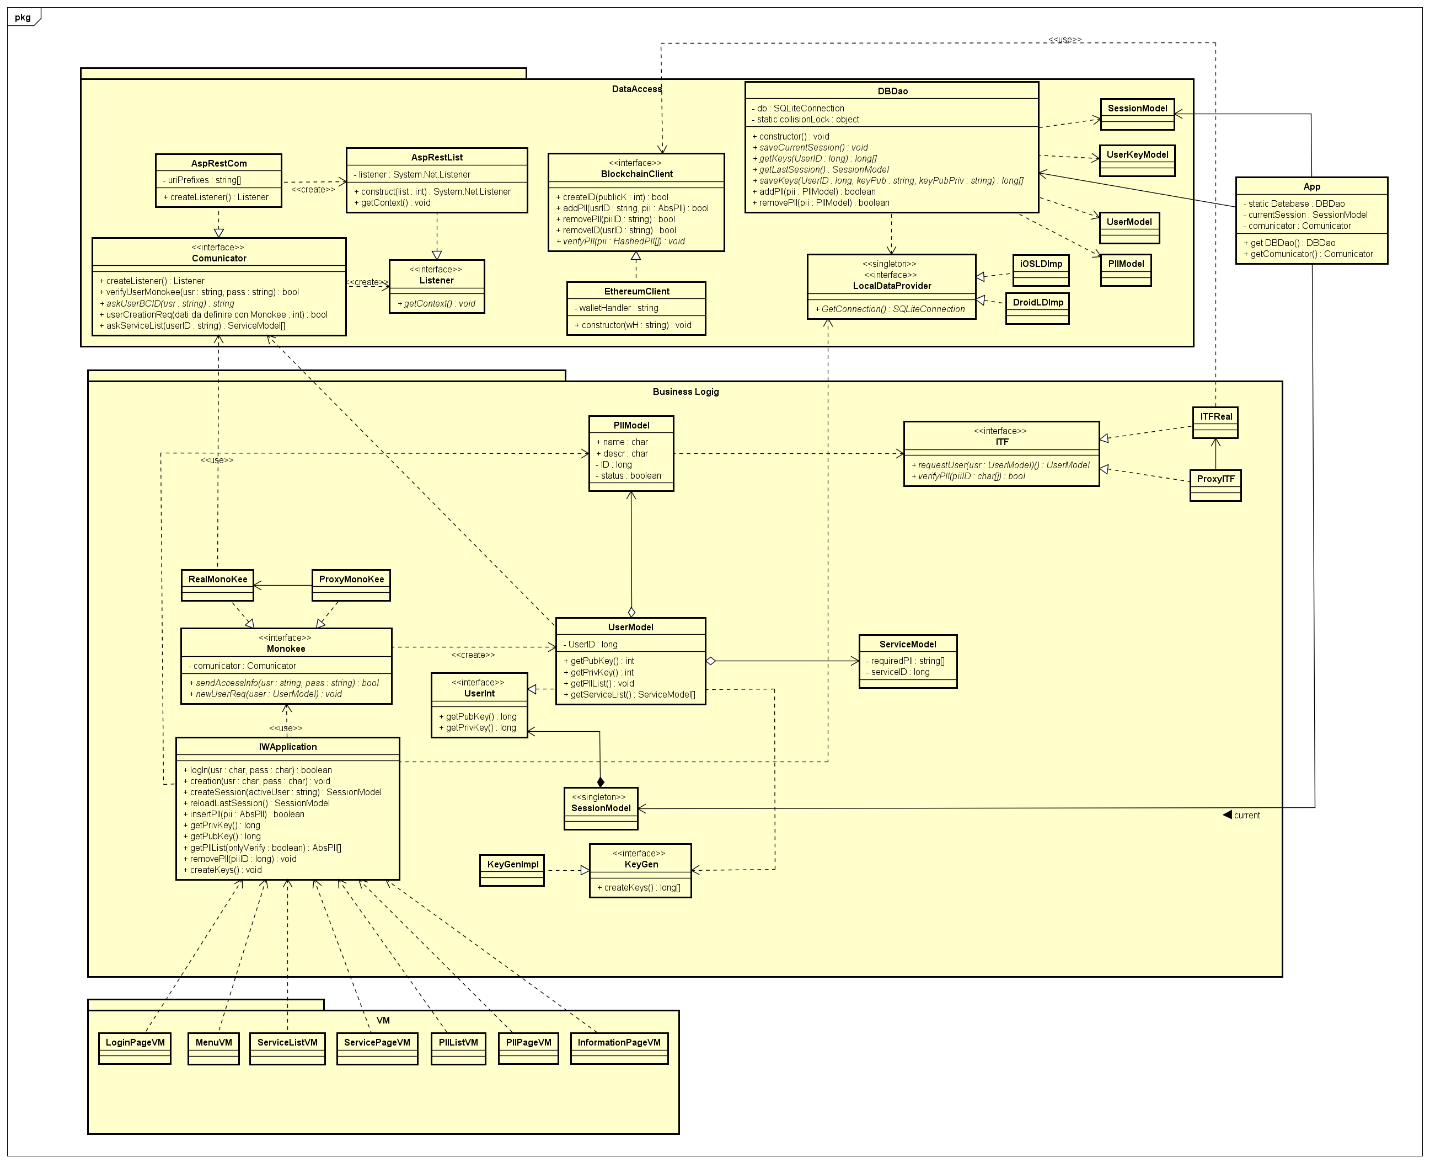 pkg
<<use>>
DataAccess
AspRestCom
- uriPrefixes : string[]
+ createListener() : Listener
<<create>>
AspRestList
- listener : System.Net.Listener
+ construct(list : int) : System.Net.Listener
+ getContext() : void
<<interface>>
Comunicator
+ createListener() : Listener
+ verifyUserMonokee(usr : string, pass : string) : bool
+ askUserBCID(usr : string) : string
+ userCreationReq(dati da definire con Monokee : int) : bool
+ askServiceList(userID : string) : ServiceModel[]
<<create>>
<<interface>>
Listener
+ getContext() : void
<<interface>>
BlockchainClient
+ createID(publicK : int) : bool
+ addPII(usrID : string, pii : AbsPII) : bool
+ removePII(piiID : string) : bool
+ removeID(usrID : string) : bool
+ verifyPII(pii : HashedPII[]) : void
EthereumClient
- walletHandler : string
+ constructor(wH : string) : void
DBDao
- db : SQLiteConnection
- static collisionLock : object
+ constructor() : void
+ saveCurrentSession() : void
+ getKeys(UserID : long) : long[]
+ getLastSession() : SessionModel
+ saveKeys(UserID : long, keyPub : string, keyPubPriv : string) : long[]
+ addPII(pii : PIIModel) : boolean
+ removePII(pii : PIIModel) : boolean
SessionModel
UserKeyModel
UserModel
PIIModel
<<singleton>>
<<interface>>
LocalDataProvider
+ GetConnection() : SQLiteConnection
iOSLDImp
DroidLDImp
App
- static Database : DBDao
- currentSession : SessionModel
- comunicator : Comunicator
+ get DBDao() : DBDao
+ getComunicator() : Comunicator
Business Logig
PIIModel
+ name : char
+ descr : char
- ID : long
- status : boolean
<<interface>>
ITF
+ requestUser(usr : UserModel)() : UserModel
+ verifyPII(piiID : char[]) : bool
ITFReal
ProxyITF
<<use>>
RealMonoKee
ProxyMonoKee
<<interface>>
Monokee
- comunicator : Comunicator
+ sendAccessInfo(usr : string, pass : string) : bool
+ newUserReq(user : UserModel) : void
<<create>>
UserModel
- UserID : long
+ getPubKey() : int
+ getPrivKey() : int
+ getPIIList() : void
+ getServiceList() : ServiceModel[]
ServiceModel
- requiredPII : string[]
- serviceID : long
<<interface>>
UserInt
+ getPubKey() : long
+ getPrivKey() : long
<<use>>
IWApplication
+ logIn(usr : char, pass : char) : boolean
+ creation(usr : char, pass : char) : void
+ createSession(activeUser : string) : SessionModel
+ reloadLastSession() : SessionModel
+ insertPII(pii : AbsPII) : boolean
+ getPrivKey() : long
+ getPubKey() : long
+ getPIIList(onlyVerify : boolean) : AbsPII[]
+ removePII(piiID : long) : void
+ createKeys() : void
<<singleton>>
SessionModel
current
KeyGenImpl
<<interface>>
KeyGen
+ createKeys() : long[]
VM
LoginPageVM
MenuVM
ServiceListVM
ServicePageVM
PIIListVM
PIIPageVM
InformationPageVM